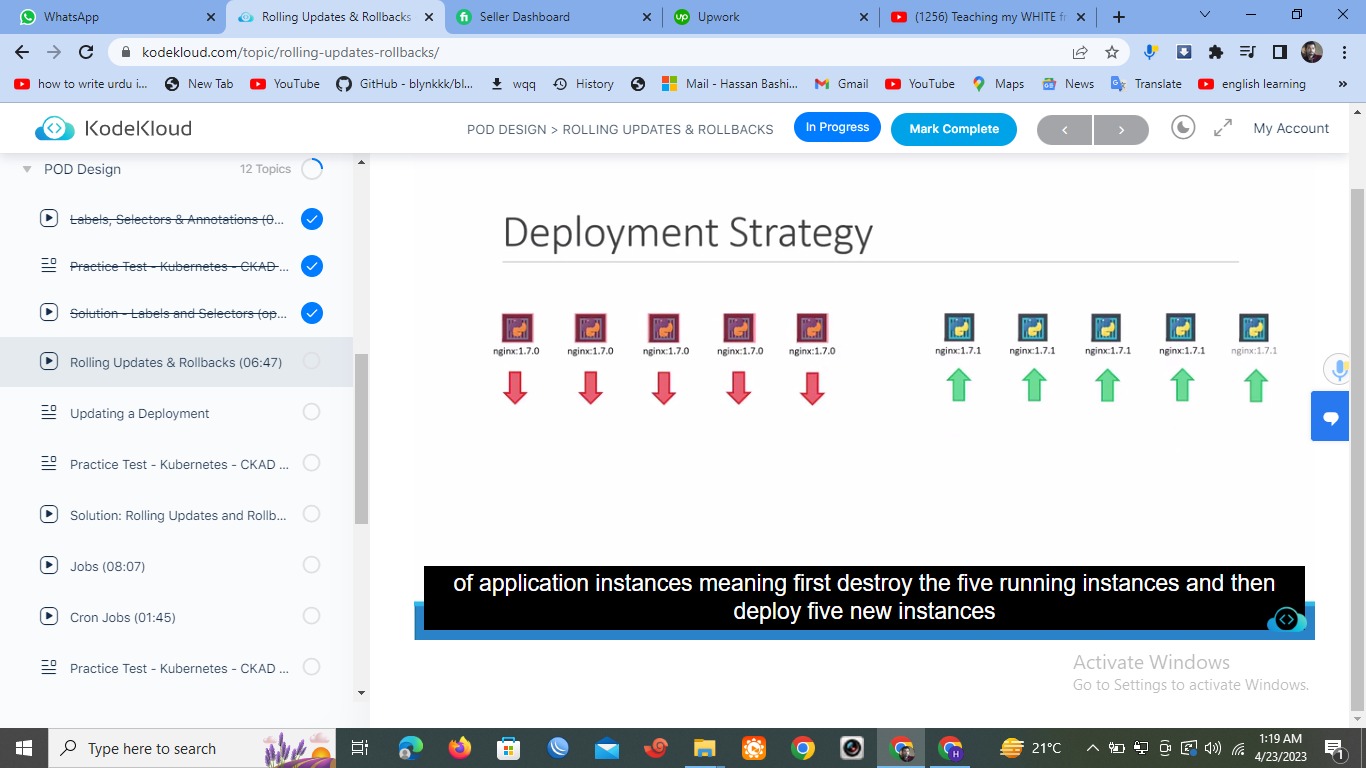 WhatsApp
Rolling Updates & Rollbacks
Seller Dashboard
Upwork
(1256) Teaching my WHITE fr
kodekloud.com/topic/rolling-updates-rollbacks/
how to write urdu i...
New Tab
YouTube
GitHub - blynkkk/bl...
wqq
History
Mail - Hassan Bashi...
Gmail
YouTube
Maps
News
Translate
english learning
KodeKloud
POD DESIGN > ROLLING UPDATES & ROLLBACKS
In Progress
Mark Complete
My Account
POD Design
12 Topics
Labels, Selectors & Annotations (0...
Practice Test - Kubernetes - CKAD ...
Solution - Labels and Selectors (op...
Rolling Updates & Rollbacks (06:47)
Updating a Deployment
Practice Test - Kubernetes - CKAD ...
Solution: Rolling Updates and Rollb...
Jobs (08:07)
Cron Jobs (01:45)
Practice Test - Kubernetes - CKAD ...
Deployment Strategy
nginx:1.7.0 nginx:1.7.0 nginx:1.7.0 nginx:1.7.0 nginx:1.7.0
nginx:1.7.1 nginx:1.7.1 nginx:1.7.1 nginx:1.7.1 nginx:1.7.1
of application instances meaning first destroy the five running instances and then
deploy five new instances
Activate Windows
Go to Settings to activate Windows.
Type here to search
H
21°C
1:19 AM
4/23/2023
1